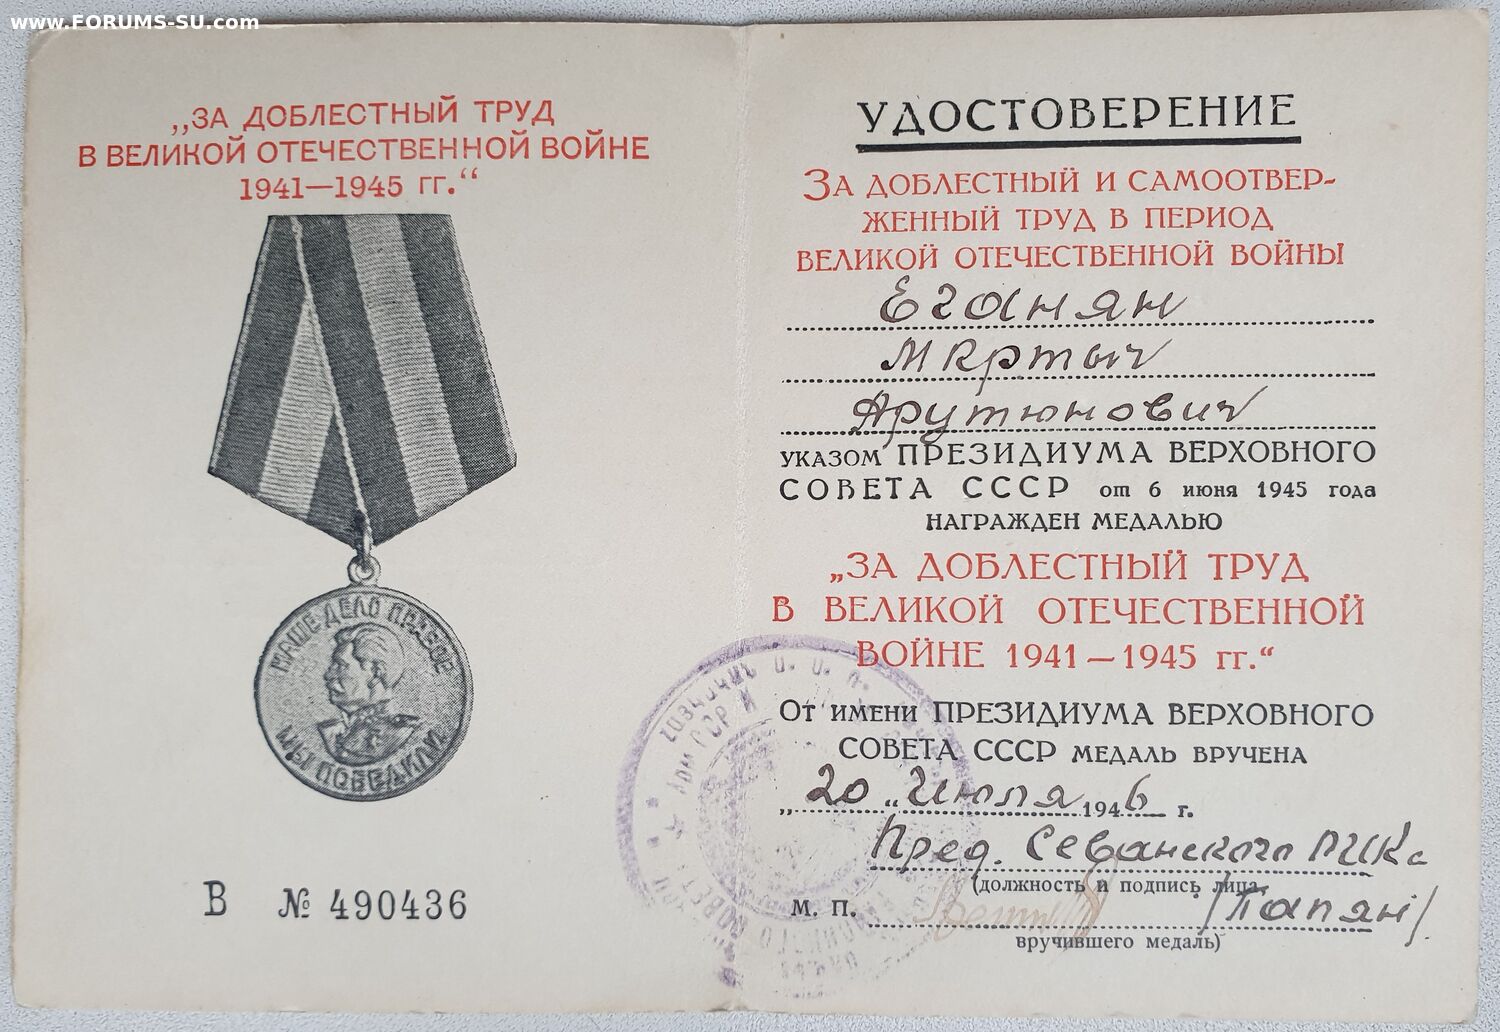 www.FORUMS-SU.com
„ЗА ДОБЛЕСТНЫЙ ТРУД
В ВЕЛИКОЙ ОТЕЧЕСТВЕННОЙ ВОЙНЕ
1941—1945 гг.“
НАШЕ ДЕЛО ПРАВОЕ
МЫ ПОБЕДИЛИ
В № 490436
УДОСТОВЕРЕНИЕ
ЗА ДОБЛЕСТНЫЙ И САМООТВЕР-
ЖЕННЫЙ ТРУД В ПЕРИОД
ВЕЛИКОЙ ОТЕЧЕСТВЕННОЙ ВОЙНЫ
Еганян
Мкртыч
Арутюнович
УКАЗОМ ПРЕЗИДИУМА ВЕРХОВНОГО
СОВЕТА СССР от 6 июня 1945 года
НАГРАЖДЕН МЕДАЛЬЮ
„ЗА ДОБЛЕСТНЫЙ ТРУД
В ВЕЛИКОЙ ОТЕЧЕСТВЕННОЙ
ВОЙНЕ 1941—1945 гг.“
От имени ПРЕЗИДИУМА ВЕРХОВНОГО
СОВЕТА СССР МЕДАЛЬ ВРУЧЕНА
„20“ Июля 1946 г.
Пред. Севанского
(должность и подпись лица,
М. П. /Папян/.
вручившего медаль)